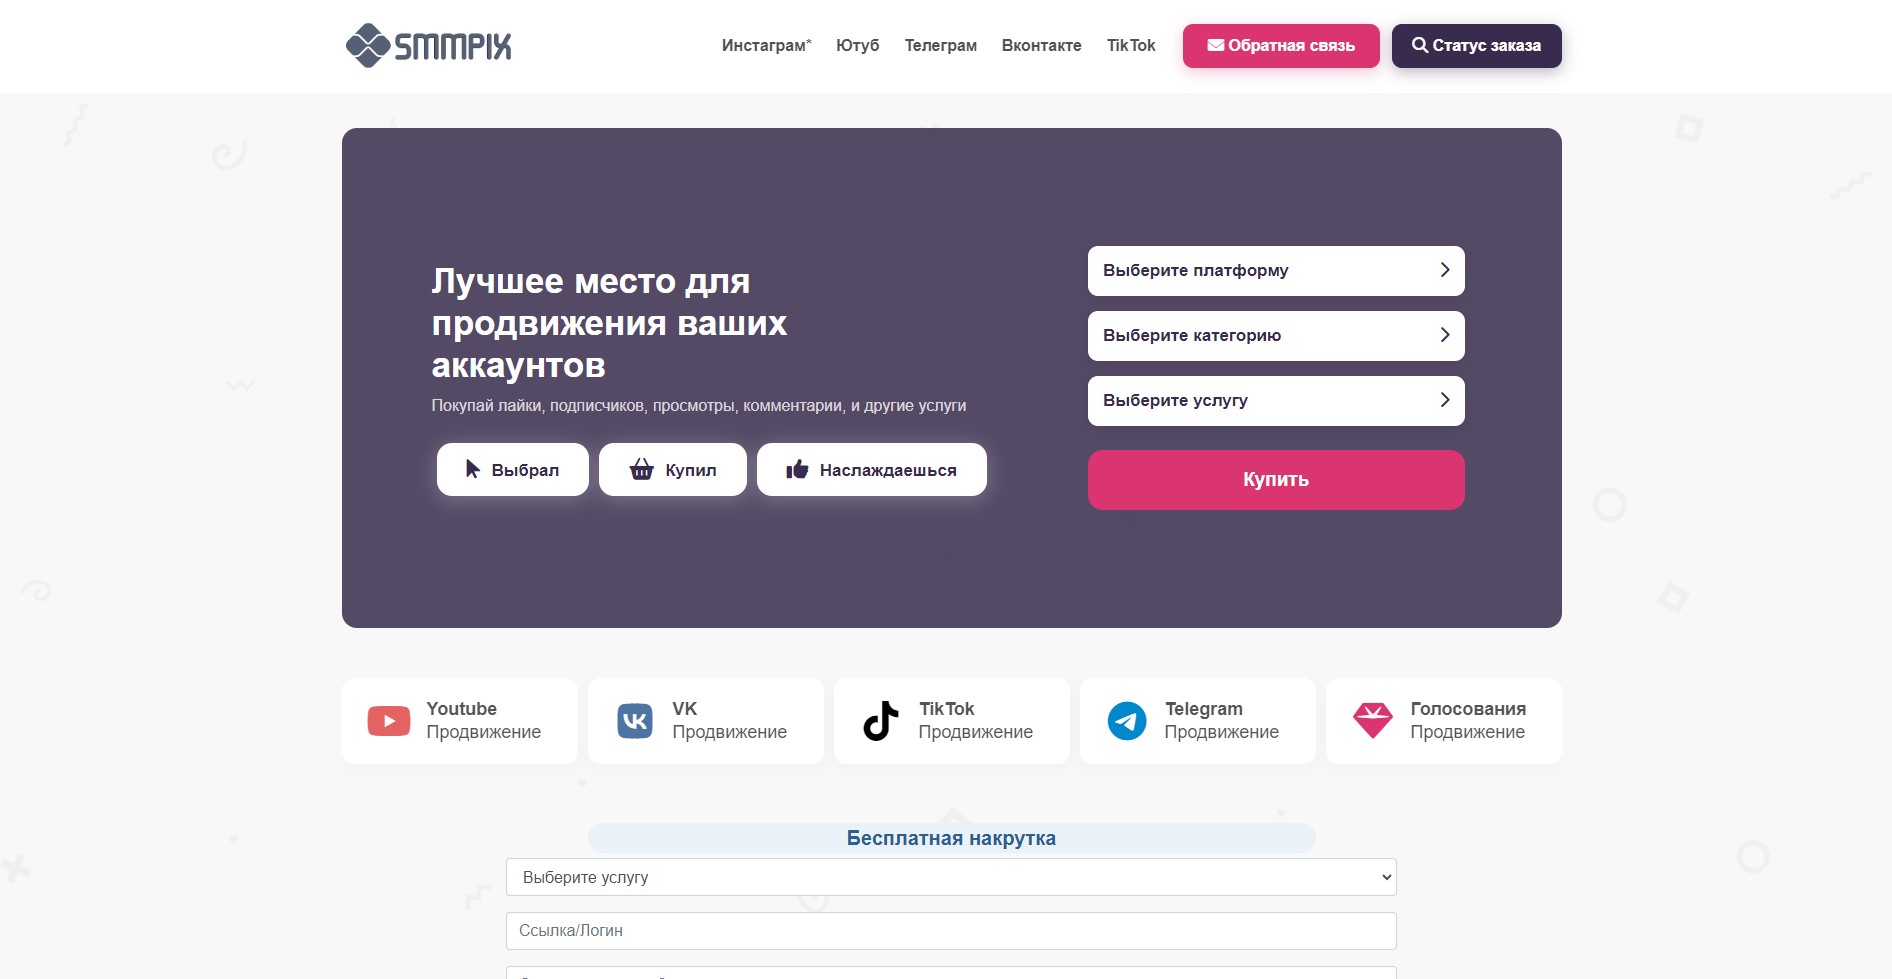 SMMPIX
Инстаграм*
Ютуб
Телеграм
Вконтакте
TikTok
Обратная связь
Статус заказа
Лучшее место для
продвижения ваших
аккаунтов
Покупай лайки, подписчиков, просмотры, комментарии, и другие услуги
Выбрал
Купил
Наслаждаешься
Выберите платформу
Выберите категорию
Выберите услугу
Купить
Youtube
Продвижение
VK
Продвижение
TikTok
Продвижение
Telegram
Продвижение
Голосования
Продвижение
Бесплатная накрутка
Выберите услугу
Ссылка/Логин